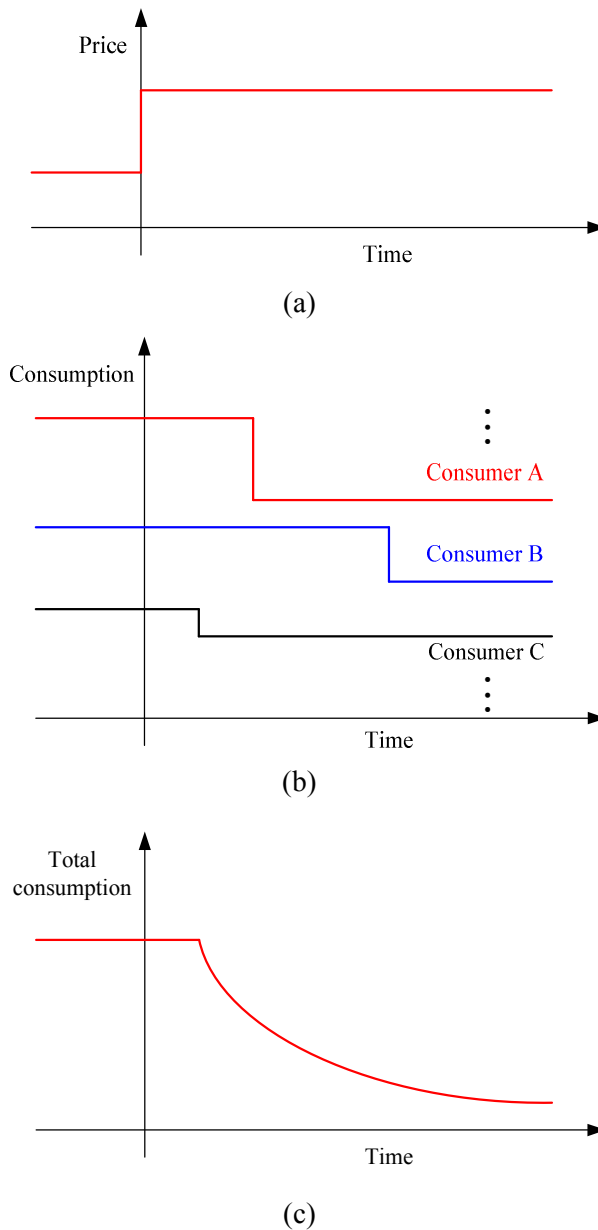 Price
Time
(a)
Consumption
Consumer A
Consumer B
Consumer C
Time
(b)
Total
consumption
Time
(c)